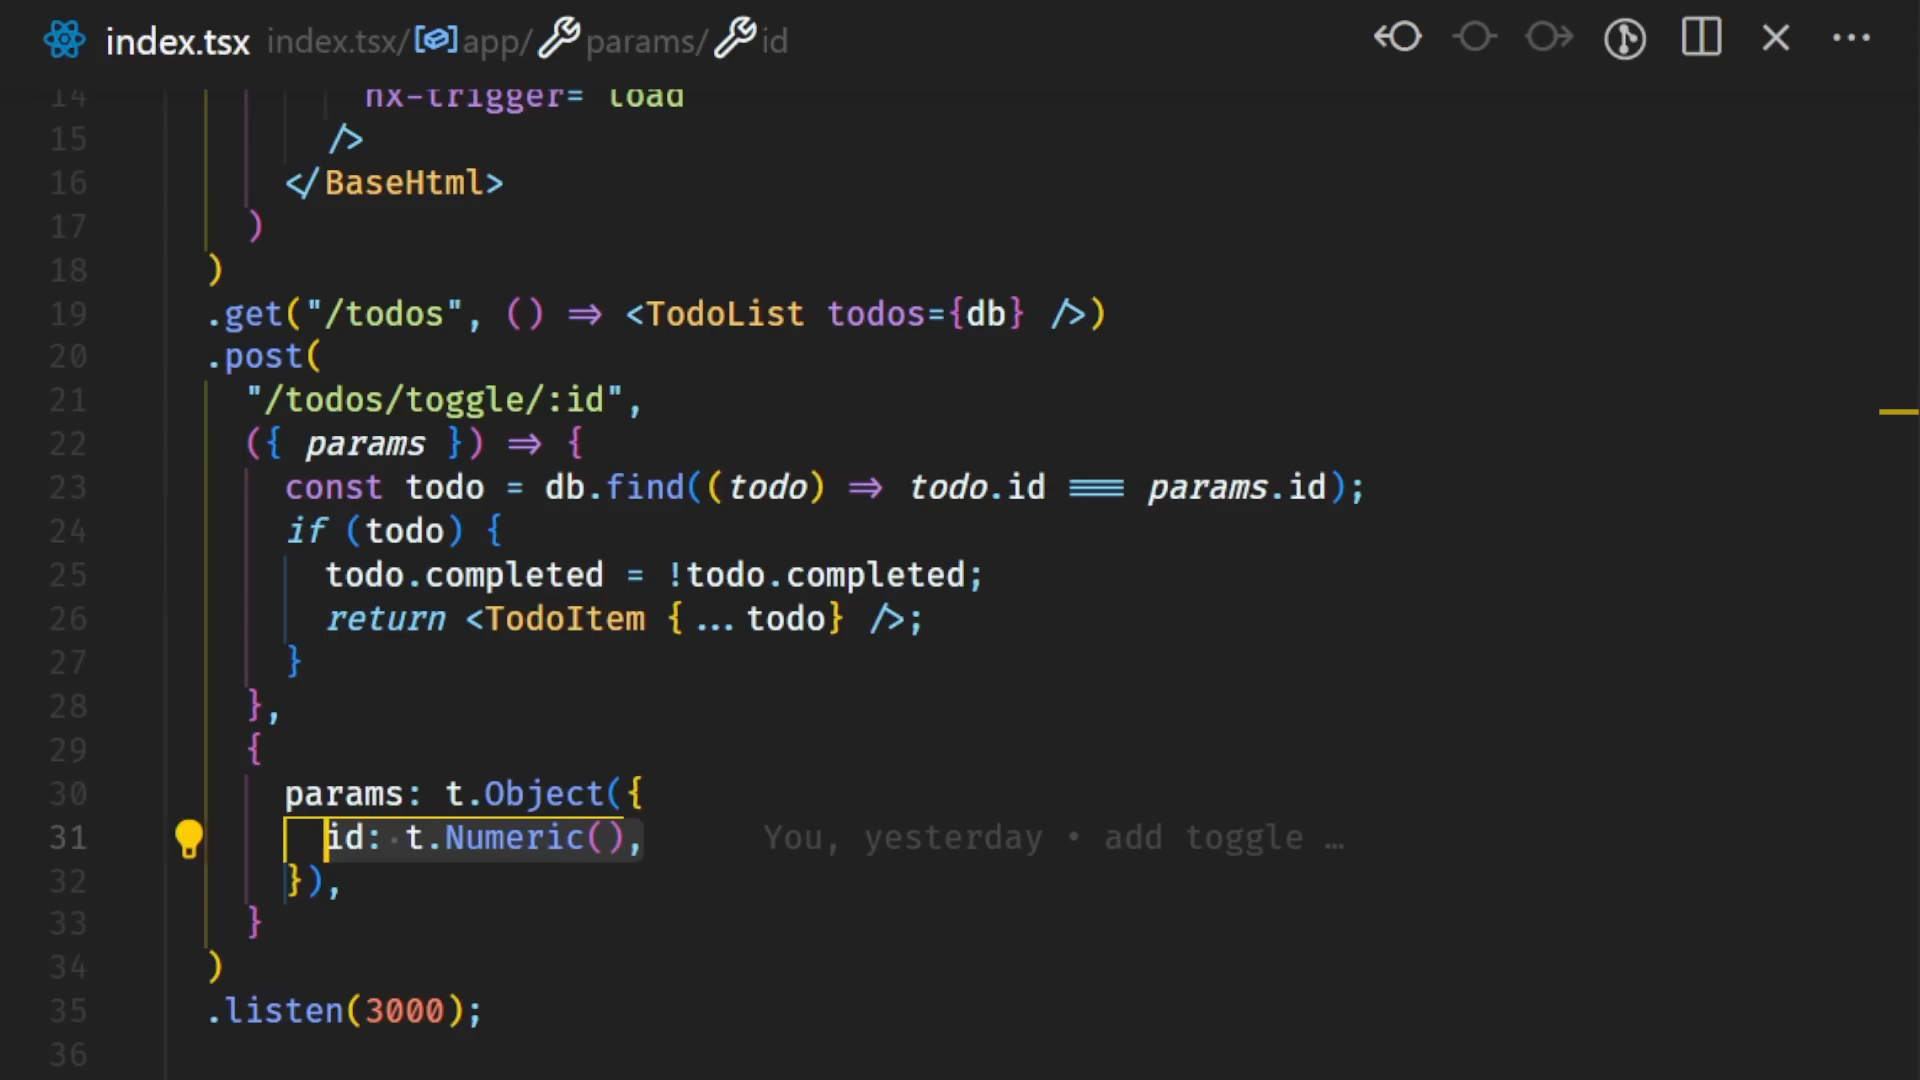 index.tsx index.tsx/app/params/id
14 hx-trigger= load
15 />
16 </BaseHtml>
17 )
18 )
19 .get("/todos", () => <TodoList todos={db} />)
20 .post(
21 "/todos/toggle/:id",
22 ({ params }) => {
23 const todo = db.find((todo) => todo.id === params.id);
24 if (todo) {
25 todo.completed = !todo.completed;
26 return <TodoItem {...todo} />;
27 }
28 },
29 {
30 params: t.Object({
31 id: t.Numeric(), You, yesterday • add toggle …
32 }),
33 }
34 )
35 .listen(3000);
36